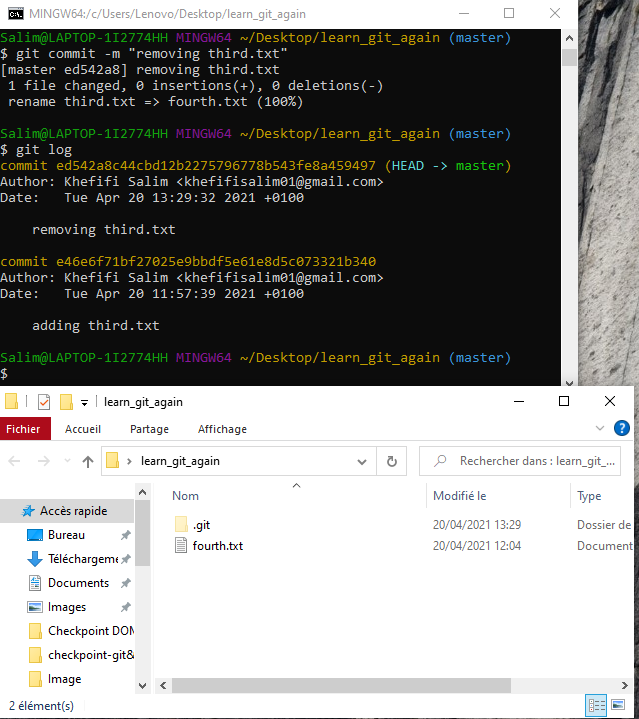 MINGW64:/c/Users/Lenovo/Desktop/learn_git_again
Salim@LAPTOP-1I2774HH MINGW64 ~/Desktop/learn_git_again (master)
$ git commit -m "removing third.txt"
[master ed542a8] removing third.txt
1 file changed, 0 insertions(+), 0 deletions(-)
rename third.txt => fourth.txt (100%)
Salim@LAPTOP-1I2774HH MINGW64 ~/Desktop/learn_git_again (master)
$ git log
commit ed542a8c44cbd12b2275796778b543fe8a459497 (HEAD -> master)
Author: Khefifi Salim <khefifisalim01@gmail.com>
Date:   Tue Apr 20 13:29:32 2021 +0100
removing third.txt
commit e46e6f71bf27025e9bbdf5e61e8d5c073321b340
Author: Khefifi Salim <khefifisalim01@gmail.com>
Date:   Tue Apr 20 11:57:39 2021 +0100
adding third.txt
Salim@LAPTOP-1I2774HH MINGW64 ~/Desktop/learn_git_again (master)
$
learn_git_again
Fichier Accueil Partage Affichage
learn_git_again
Rechercher dans : learn_git_...
Accès rapide
Bureau
Téléchargeme
Documents
Images
Checkpoint DOM
checkpoint-git&
Image
Nom Modifié le Type
.git 20/04/2021 13:29 Dossier de
fourth.txt 20/04/2021 12:04 Document
2 élément(s)